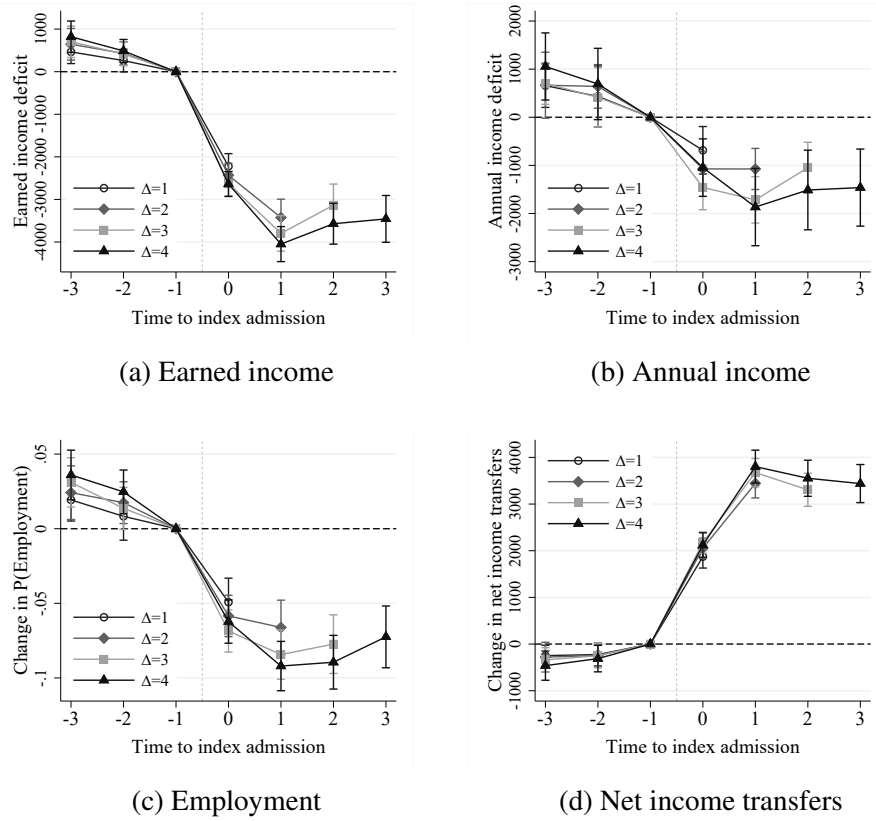 Earned income deficit
1000
0
-1000
-2000
-3000
-4000
Δ=1
Δ=2
Δ=3
Δ=4
-3 -2 -1 0 1 2 3
Time to index admission
(a) Earned income
Annual income deficit
2000
1000
0
-1000
-2000
-3000
Δ=1
Δ=2
Δ=3
Δ=4
-3 -2 -1 0 1 2 3
Time to index admission
(b) Annual income
Change in P(Employment)
.05
0
-.05
-.1
Δ=1
Δ=2
Δ=3
Δ=4
-3 -2 -1 0 1 2 3
Time to index admission
(c) Employment
Change in net income transfers
4000
3000
2000
1000
0
-1000
Δ=1
Δ=2
Δ=3
Δ=4
-3 -2 -1 0 1 2 3
Time to index admission
(d) Net income transfers